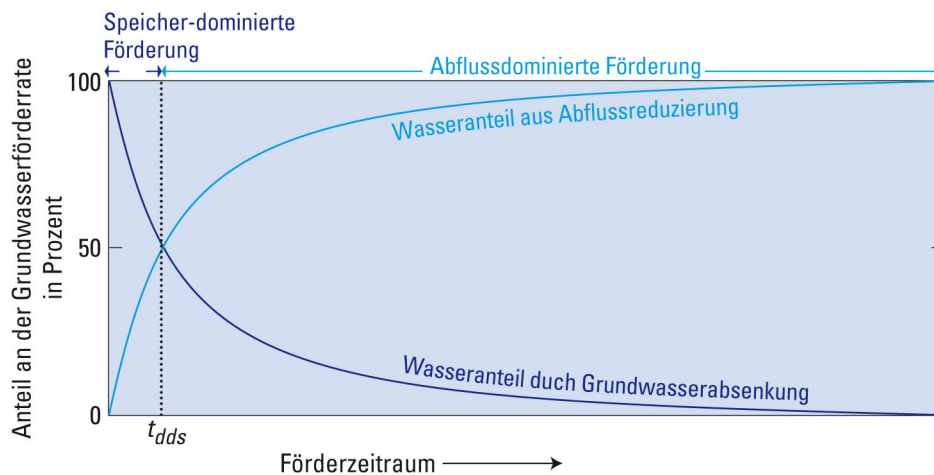 Speicher-dominierte
Förderung
Abflussdominierte Förderung
100
Wasseranteil aus Abflussreduzierung
Anteil an der Grundwasserförderrate
in Prozent
50
Wasseranteil duch Grundwasserabsenkung
0
tdds
Förderzeitraum